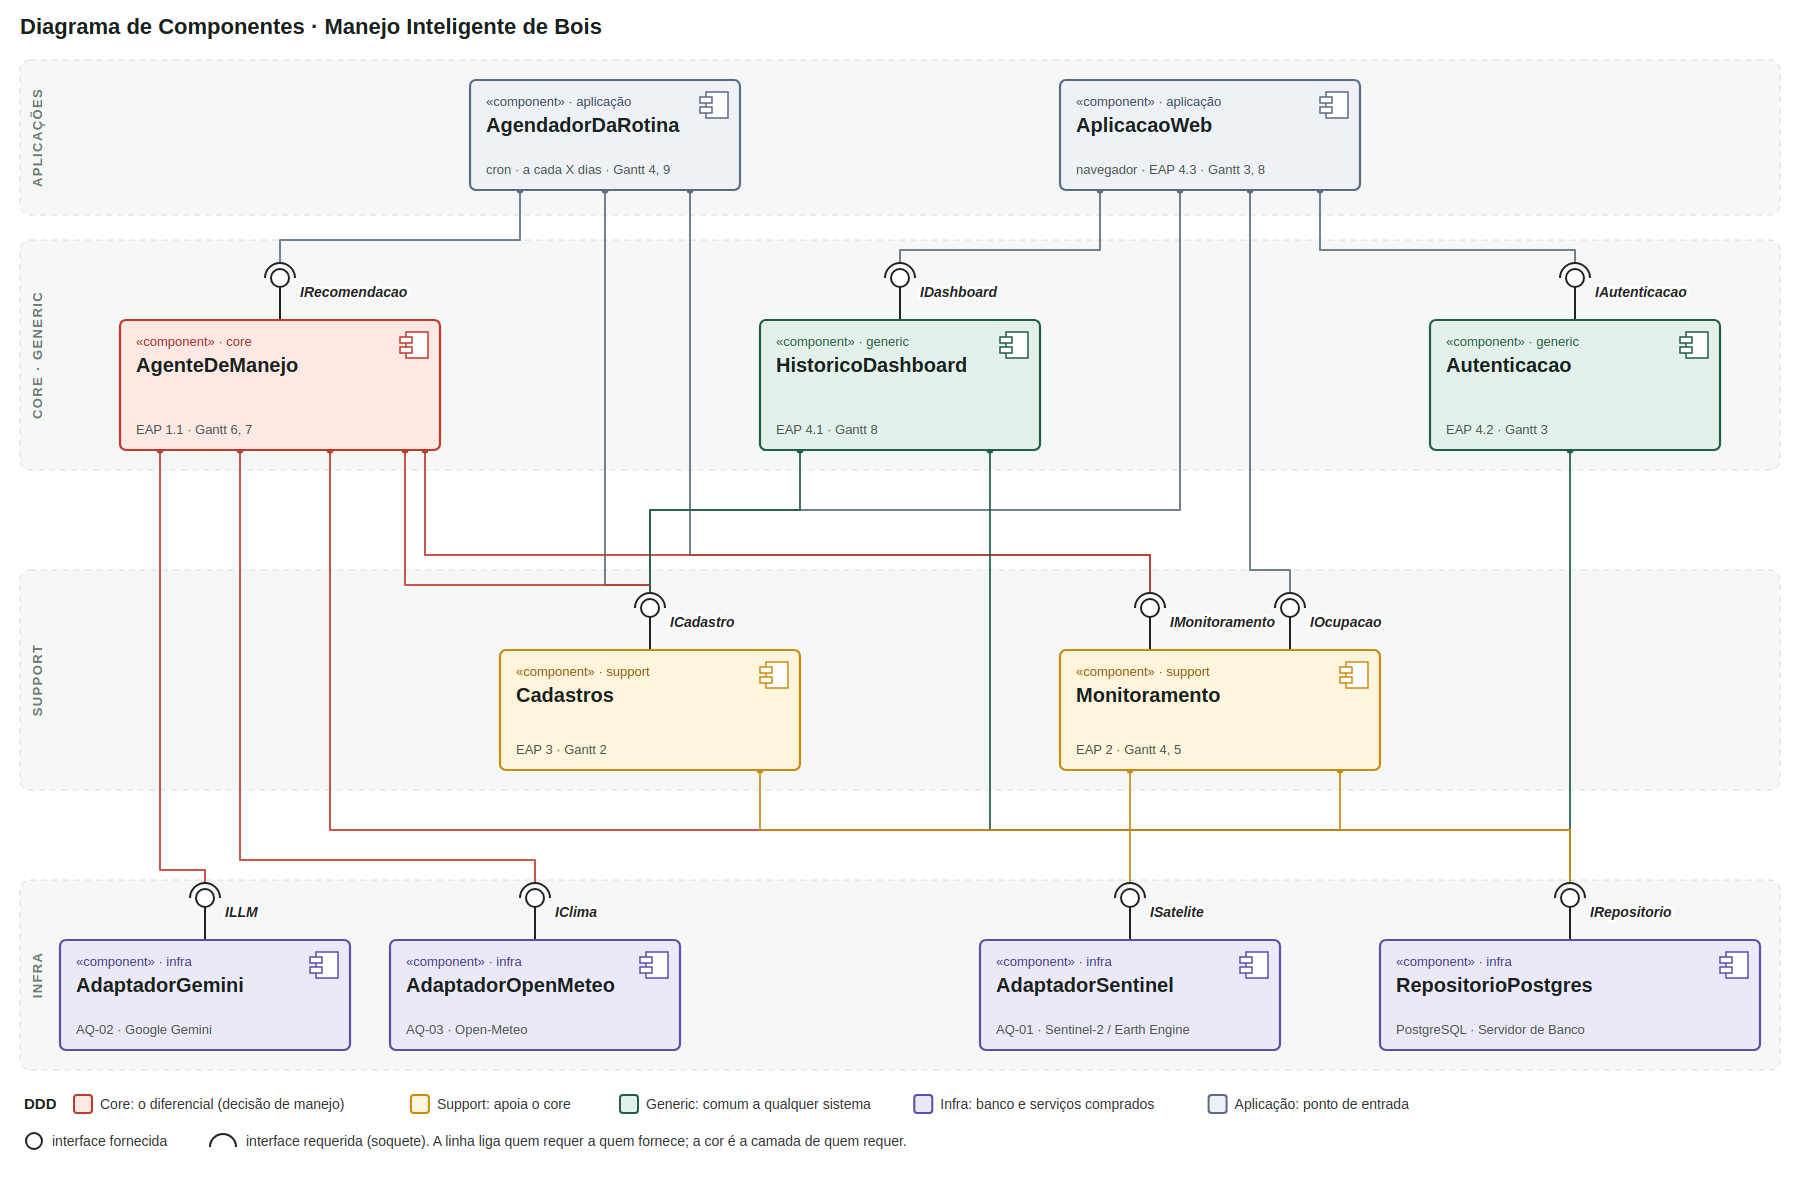 Diagrama de Componentes · Manejo Inteligente de Bois
APLICAÇÕES
«component» · aplicação
AgendadorDaRotina
cron · a cada X dias · Gantt 4, 9
«component» · aplicação
AplicacaoWeb
navegador · EAP 4.3 · Gantt 3, 8
CORE · GENERIC
IRecomendacao
IDashboard
IAutenticacao
«component» · core
AgenteDeManejo
EAP 1.1 · Gantt 6, 7
«component» · generic
HistoricoDashboard
EAP 4.1 · Gantt 8
«component» · generic
Autenticacao
EAP 4.2 · Gantt 3
SUPPORT
ICadastro
IMonitoramento
IOcupacao
«component» · support
Cadastros
EAP 3 · Gantt 2
«component» · support
Monitoramento
EAP 2 · Gantt 4, 5
INFRA
ILLM
IClima
ISatelite
IRepositorio
«component» · infra
AdaptadorGemini
AQ-02 · Google Gemini
«component» · infra
AdaptadorOpenMeteo
AQ-03 · Open-Meteo
«component» · infra
AdaptadorSentinel
AQ-01 · Sentinel-2 / Earth Engine
«component» · infra
RepositorioPostgres
PostgreSQL · Servidor de Banco
DDD Core: o diferencial (decisão de manejo) Support: apoia o core Generic: comum a qualquer sistema Infra: banco e serviços comprados Aplicação: ponto de entrada
interface fornecida interface requerida (soquete). A linha liga quem requer a quem fornece; a cor é a camada de quem requer.